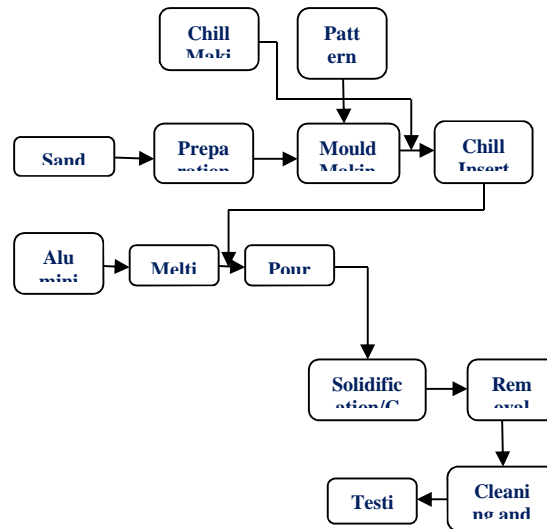 Chill
Maki
Patt
ern
Sand
Prepa
ration
Mould
Makin
Chill
Insert
Alu
mini
Melti
Pour
Solidific
ation/C
Rem
oval
Cleani
ng and
Testi